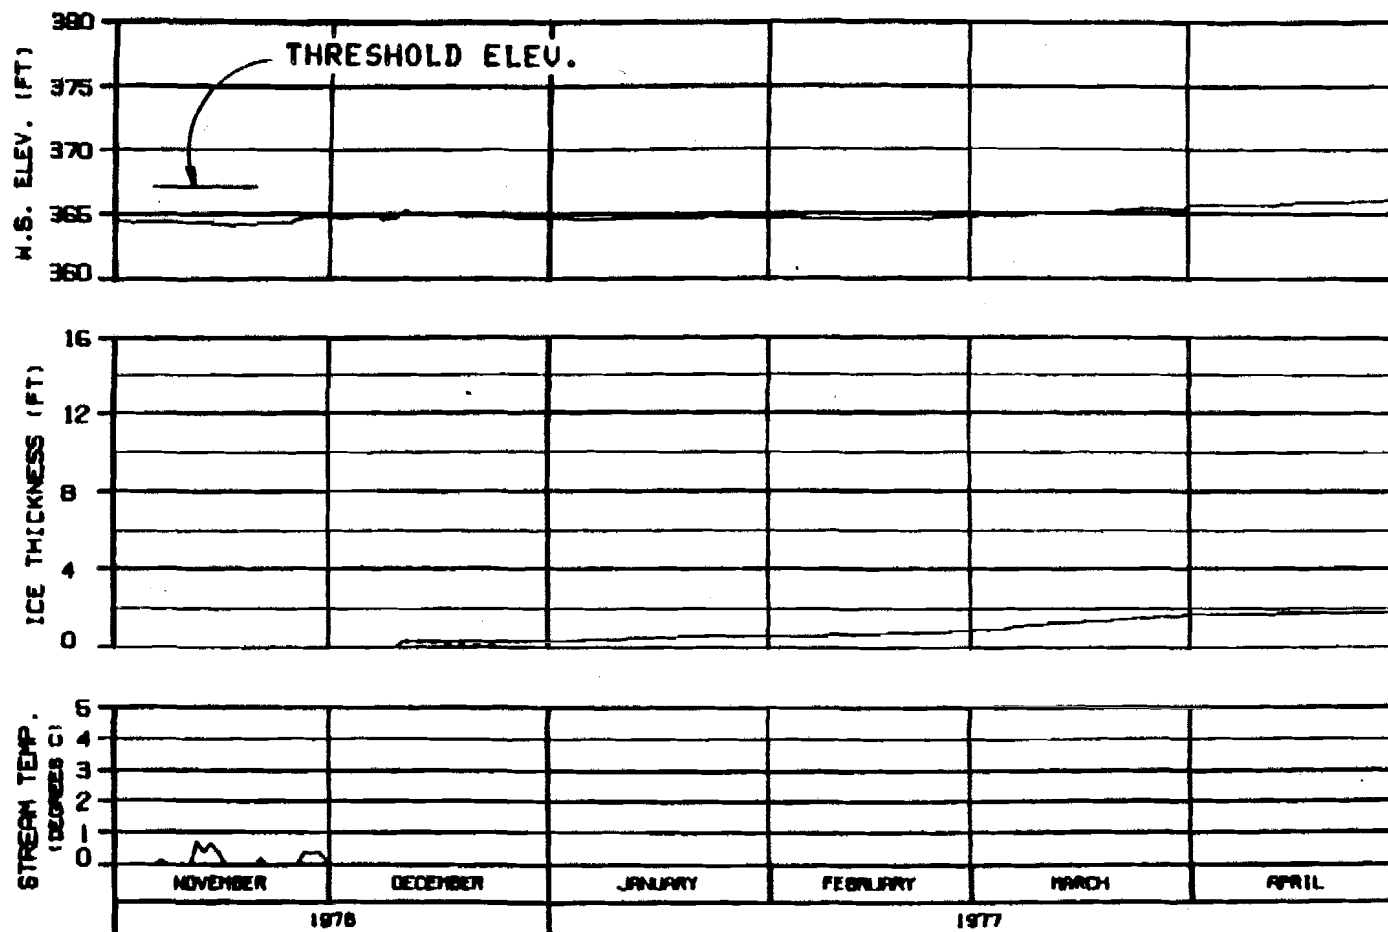 W.S. ELEV. (FT)
380
375
370
365
360
THRESHOLD ELEV.
ICE THICKNESS (FT)
16
12
8
4
0
STREAM TEMP.
(DEGREES C)
5
4
3
2
1
0
NOVEMBER DECEMBER JANUARY FEBRUARY MARCH APRIL
1976 1977